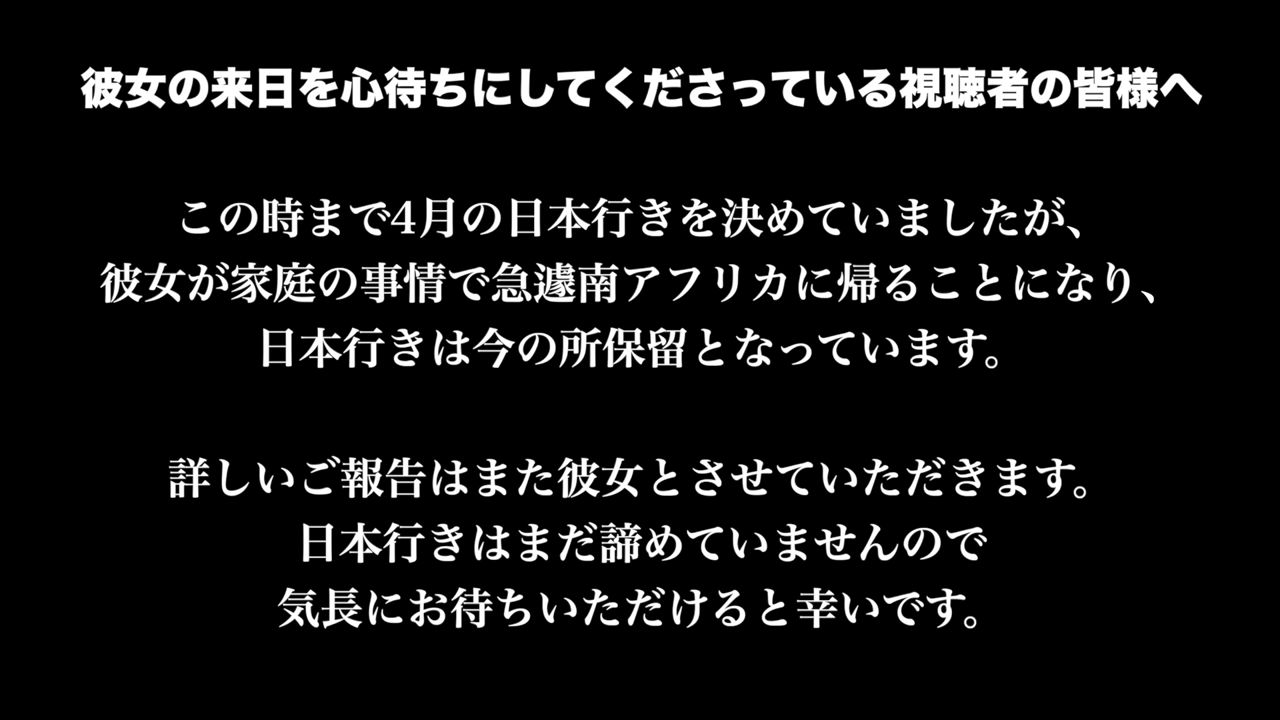 彼女の来日を心待ちにしてくださっている視聴者の皆様へ
この時まで4月の日本行きを決めていましたが、
彼女が家庭の事情で急遽南アフリカに帰ることになり、
日本行きは今の所保留となっています。
詳しいご報告はまた彼女とさせていただきます。
日本行きはまだ諦めていませんので
気長にお待ちいただけると幸いです。